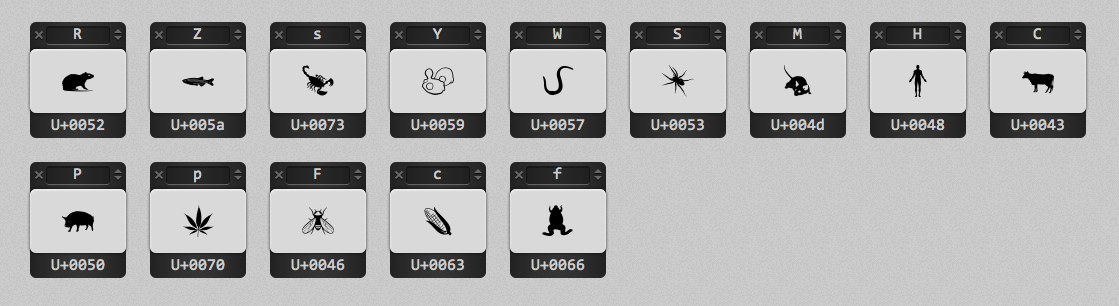 R Z s Y W S M H C
U+0052 U+005a U+0073 U+0059 U+0057 U+0053 U+004d U+0048 U+0043
P p F c f
U+0050 U+0070 U+0046 U+0063 U+0066